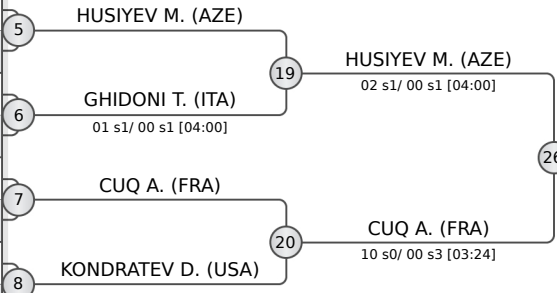 HUSIYEV M. (AZE)
5
19
HUSIYEV M. (AZE)
02 s1/ 00 s1 [04:00]
GHIDONI T. (ITA)
6
01 s1/ 00 s1 [04:00]
26
CUQ A. (FRA)
7
20
CUQ A. (FRA)
10 s0/ 00 s3 [03:24]
KONDRATEV D. (USA)
8